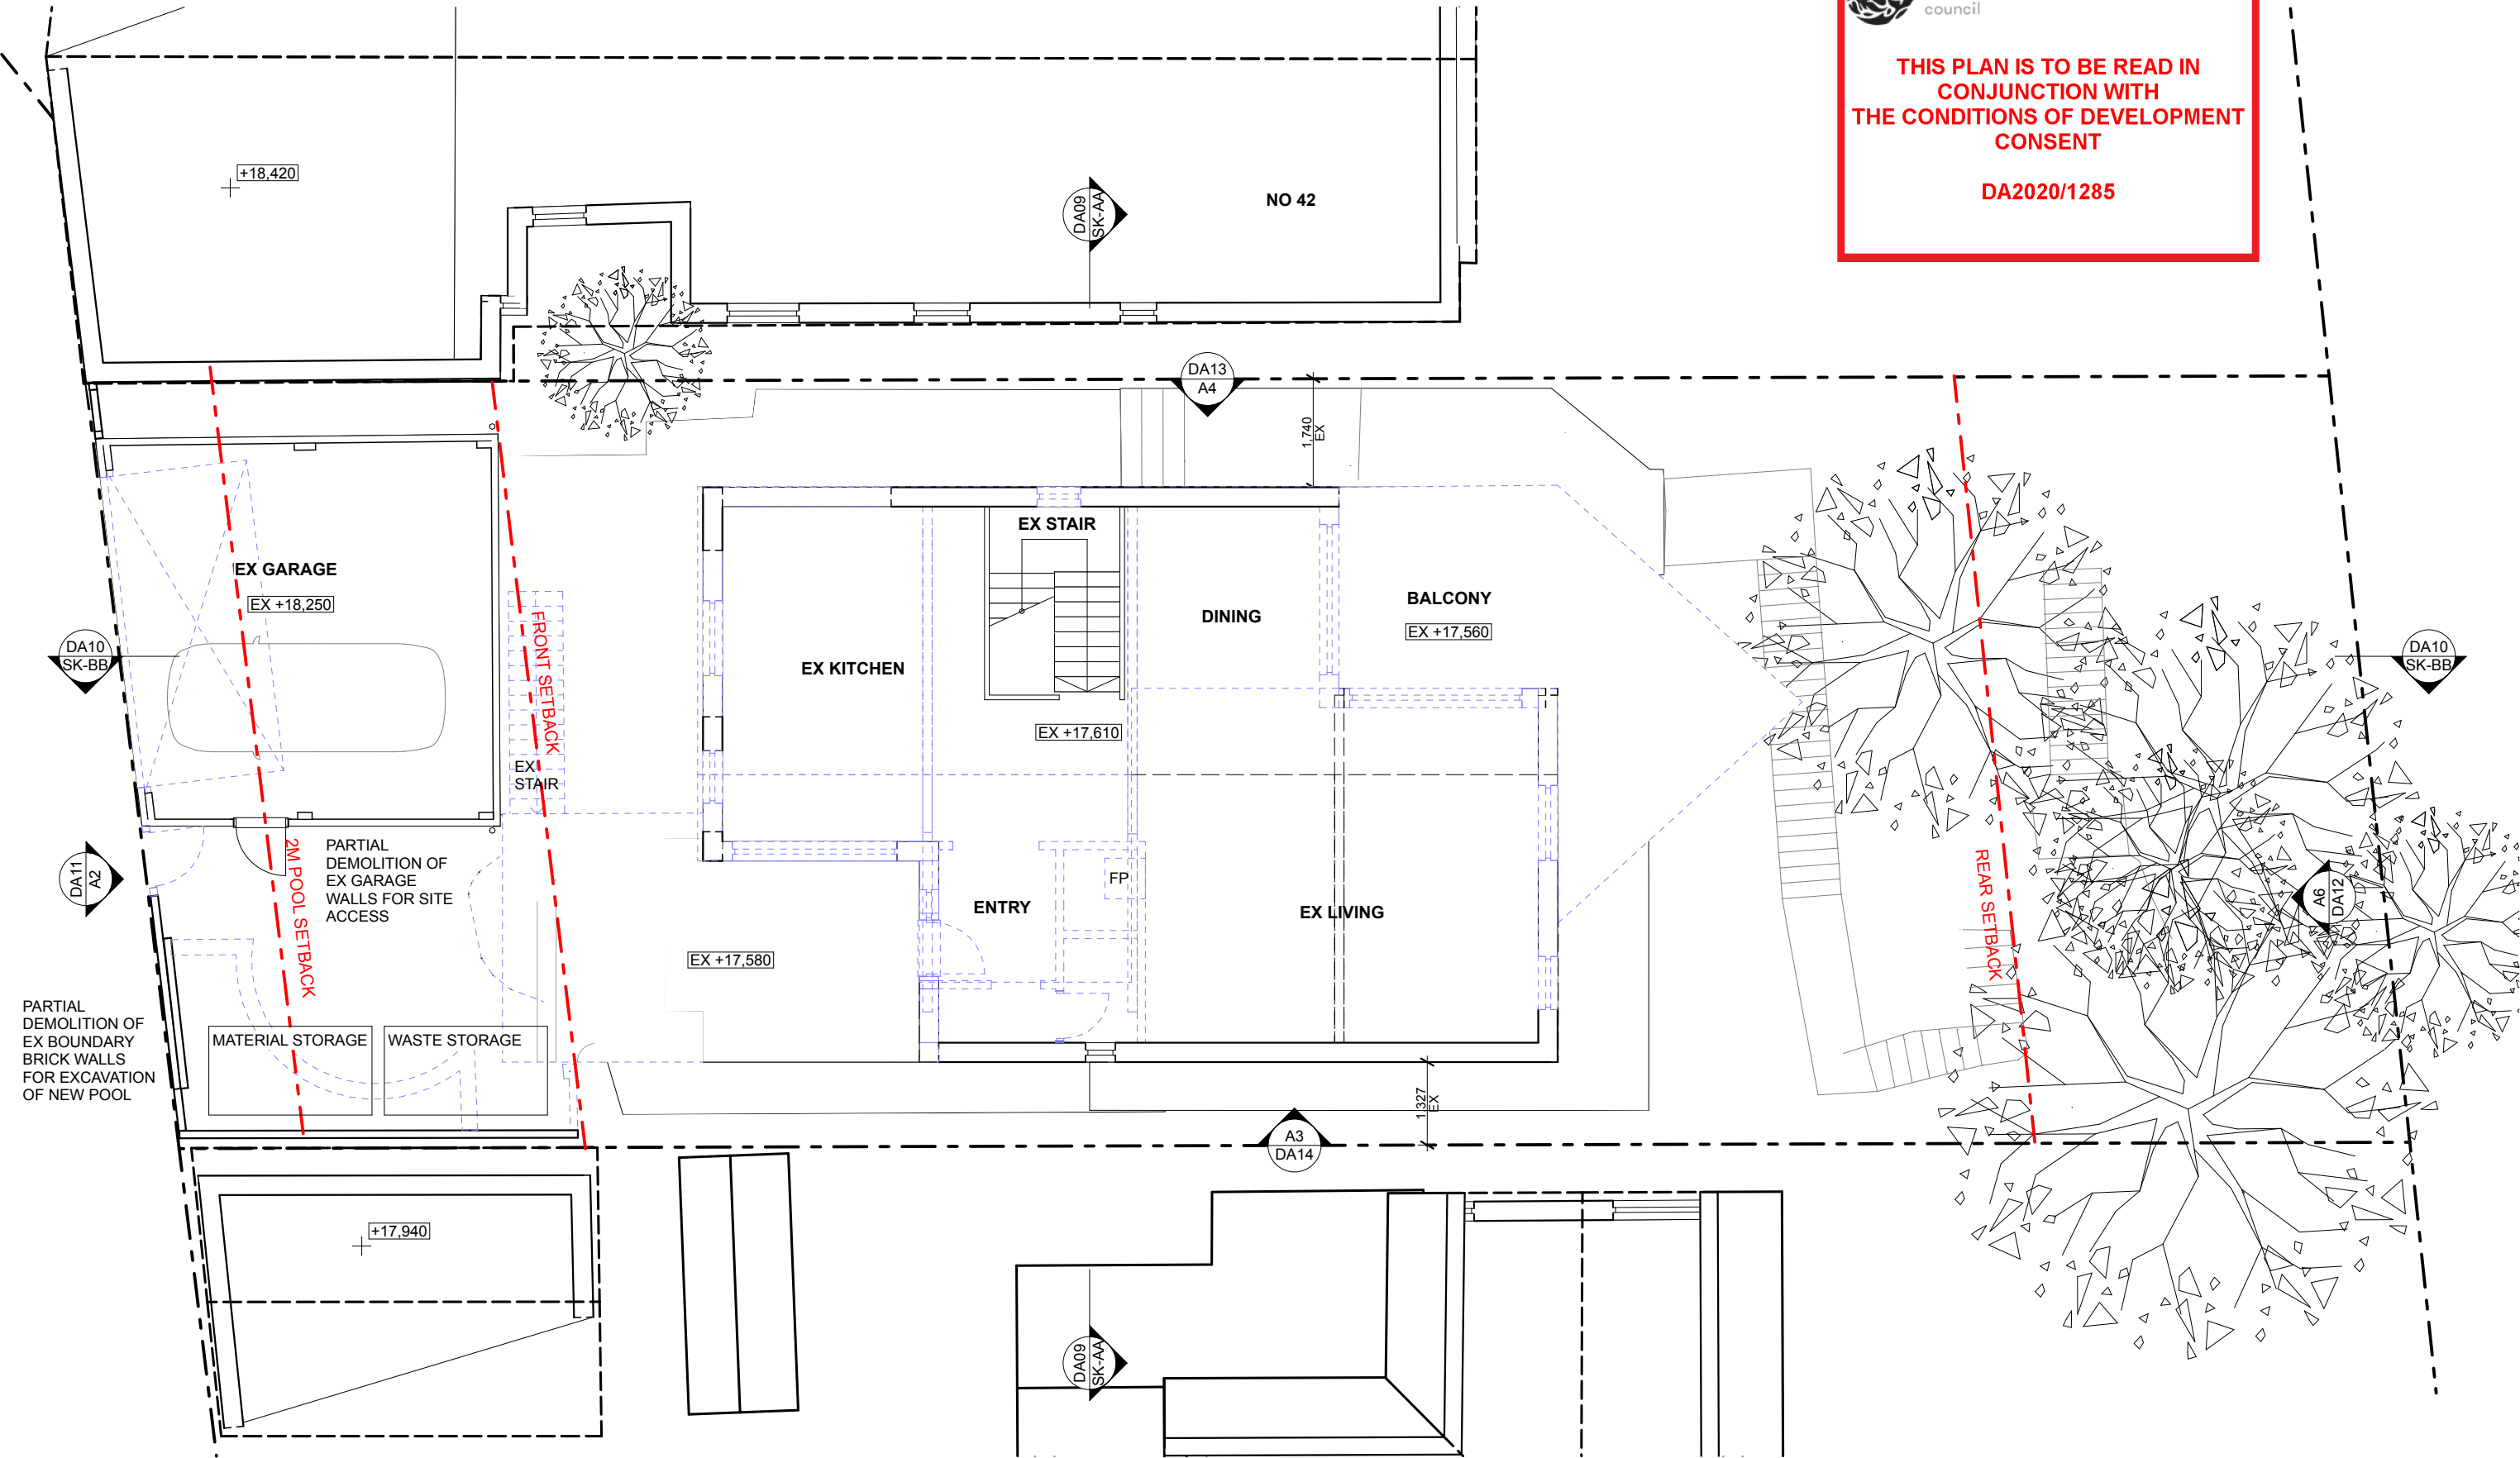 council
THIS PLAN IS TO BE READ IN
CONJUNCTION WITH
THE CONDITIONS OF DEVELOPMENT
CONSENT
DA2020/1285
+18,420
DA09
SK-AA
NO 42
DA13
A4
1,740
EX
EX GARAGE
EX +18,250
EX STAIR
DINING
BALCONY
EX +17,560
FRONT SETBACK
DA10
SK-BB
EX KITCHEN
DA10
SK-BB
EX +17,610
EX
STAIR
2M POOL SETBACK
PARTIAL
DEMOLITION OF
EX GARAGE
WALLS FOR SITE
ACCESS
DA11
A2
FP
ENTRY
EX LIVING
REAR SETBACK
A6
DA12
EX +17,580
PARTIAL
DEMOLITION OF
EX BOUNDARY
BRICK WALLS
FOR EXCAVATION
OF NEW POOL
MATERIAL STORAGE
WASTE STORAGE
1,327
EX
A3
DA14
+17,940
DA09
SK-AA